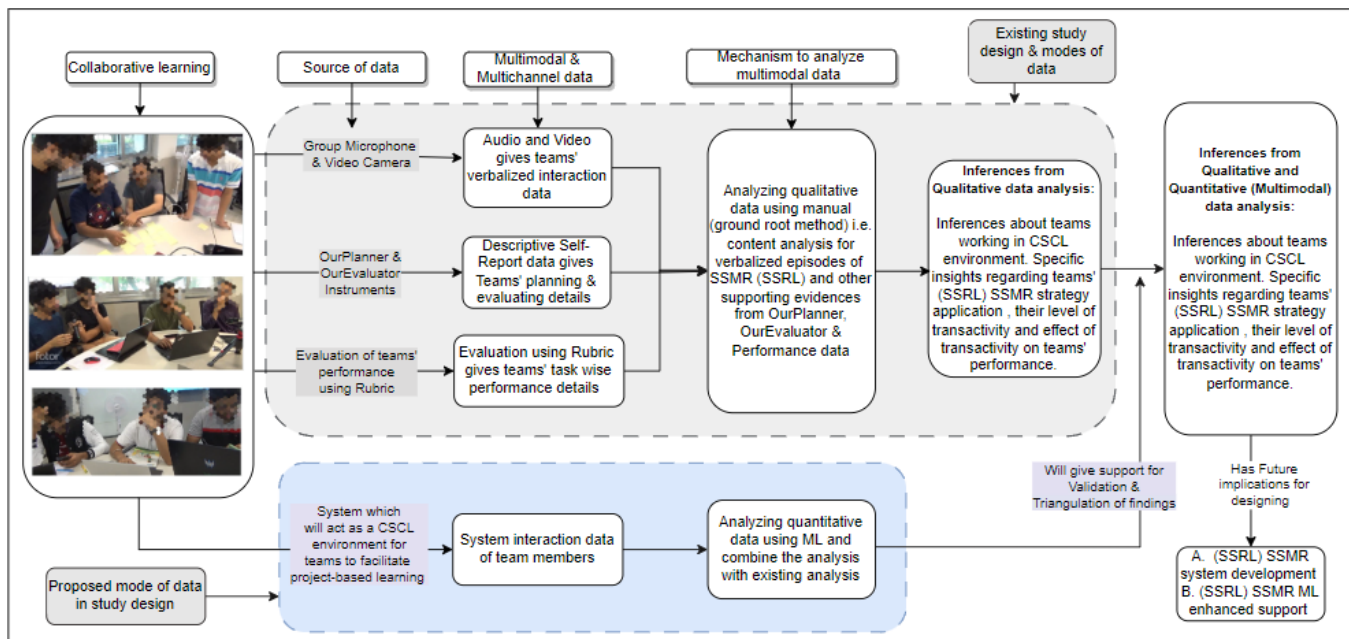 Collaborative learning
Source of data
Multimodal &
Multichannel data
Mechanism to analyze
multimodal data
Existing study
design & modes of
data
Group Microphone
& Video Camera
Audio and Video
gives teams'
verbalized interaction
data
OurPlanner &
OurEvaluator
Instruments
Descriptive Self-
Report data gives
Teams' planning &
evaluating details
Evaluation of teams'
performance
using Rubric
Evaluation using Rubric
gives teams' task wise
performance details
Analyzing qualitative
data using manual
(ground root method) i.e.
content analysis for
verbalized episodes of
SSMR (SSRL) and other
supporting evidences
from OurPlanner,
OurEvaluator &
Performance data
Inferences from
Qualitative data analysis:
Inferences about teams
working in CSCL
environment. Specific
insights regarding teams'
(SSRL) SSMR strategy
application , their level of
transactivity and effect of
transactivity on teams'
performance.
Inferences from
Qualitative and
Quantitative (Multimodal)
data analysis:
Inferences about teams
working in CSCL
environment. Specific
insights regarding teams'
(SSRL) SSMR strategy
application , their level of
transactivity and effect of
transactivity on teams'
performance.
System which
will act as a CSCL
environment for
teams to facilitate
project-based learning
System interaction data
of team members
Analyzing quantitative
data using ML and
combine the analysis
with existing analysis
Will give support for
Validation &
Triangulation of findings
Has Future
implications for
designing
Proposed mode of data
in study design
A. (SSRL) SSMR
system development
B. (SSRL) SSMR ML
enhanced support